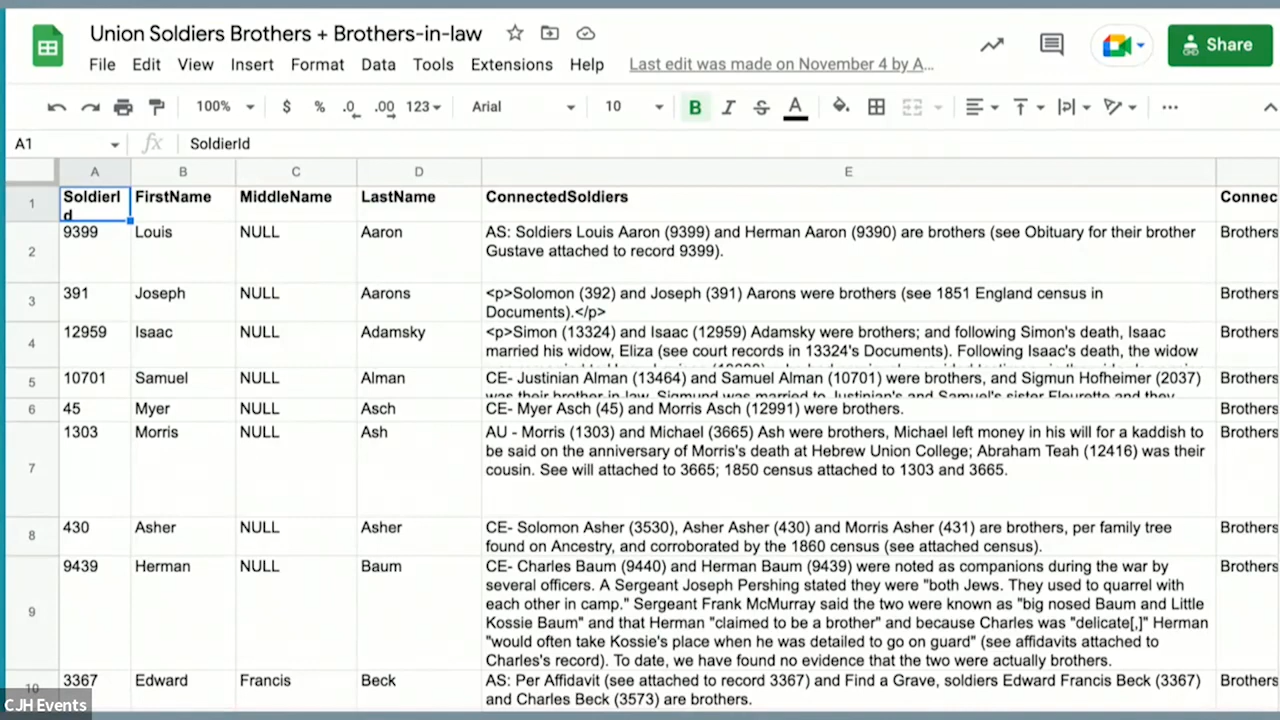 Union Soldiers Brothers + Brothers-in-law
File Edit View Insert Format Data Tools Extensions Help Last edit was made on November 4 by A…
Share
100% $ % .0 .00 123 Arial 10 B I S A
A1 fx SoldierId
A B C D E
1 SoldierI
d FirstName MiddleName LastName ConnectedSoldiers Connec
2 9399 Louis NULL Aaron AS: Soldiers Louis Aaron (9399) and Herman Aaron (9390) are brothers (see Obituary for their brother Brothers
Gustave attached to record 9399).
3 391 Joseph NULL Aarons <p>Solomon (392) and Joseph (391) Aarons were brothers (see 1851 England census in Brothers
Documents).</p>
4 12959 Isaac NULL Adamsky <p>Simon (13324) and Isaac (12959) Adamsky were brothers; and following Simon's death, Isaac Brothers
married his widow, Eliza (see court records in 13324's Documents). Following Isaac's death, the widow
5 10701 Samuel NULL Alman CE- Justinian Alman (13464) and Samuel Alman (10701) were brothers, and Sigmun Hofheimer (2037) Brothers
was their brother-in-law. Sigmund was married to Justinian's and Samuel's sister Fleurette and they
6 45 Myer NULL Asch CE- Myer Asch (45) and Morris Asch (12991) were brothers. Brothers
7 1303 Morris NULL Ash AU - Morris (1303) and Michael (3665) Ash were brothers, Michael left money in his will for a kaddish to Brothers
be said on the anniversary of Morris's death at Hebrew Union College; Abraham Teah (12416) was their
cousin. See will attached to 3665; 1850 census attached to 1303 and 3665.
8 430 Asher NULL Asher CE- Solomon Asher (3530), Asher Asher (430) and Morris Asher (431) are brothers, per family tree Brothers
found on Ancestry, and corroborated by the 1860 census (see attached census).
9 9439 Herman NULL Baum CE- Charles Baum (9440) and Herman Baum (9439) were noted as companions during the war by Brothers
several officers. A Sergeant Joseph Pershing stated they were "both Jews. They used to quarrel with
each other in camp." Sergeant Frank McMurray said the two were known as "big nosed Baum and Little
Kossie Baum" and that Herman "claimed to be a brother" and because Charles was "delicate[,]" Herman
"would often take Kossie's place when he was detailed to go on guard" (see affidavits attached to
Charles's record). To date, we have found no evidence that the two were actually brothers.
10 3367 Edward Francis Beck AS: Per Affidavit (see attached to record 3367) and Find a Grave, soldiers Edward Francis Beck (3367) Brothers
and Charles Beck (3573) are brothers.
CJH Events